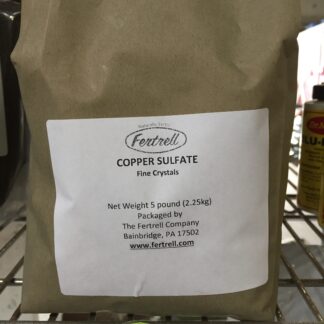 Fertrell
COPPER SULFATE
Fine Crystals
Net Weight 5 pound (2.25kg)
Packaged by
The Fertrell Company
Bainbridge, PA 17502
www.fertrell.com